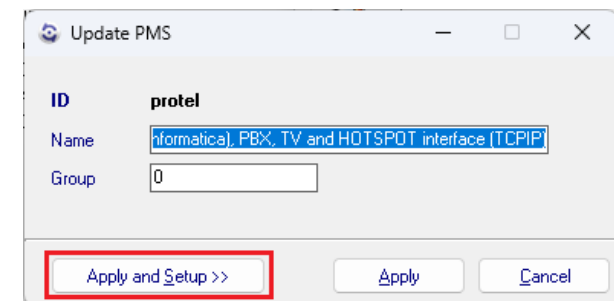 Update PMS
ID protel
Name nformatica), PBX, TV and HOTSPOT interface (TCPIP)
Group 0
Apply and Setup >> Apply Cancel